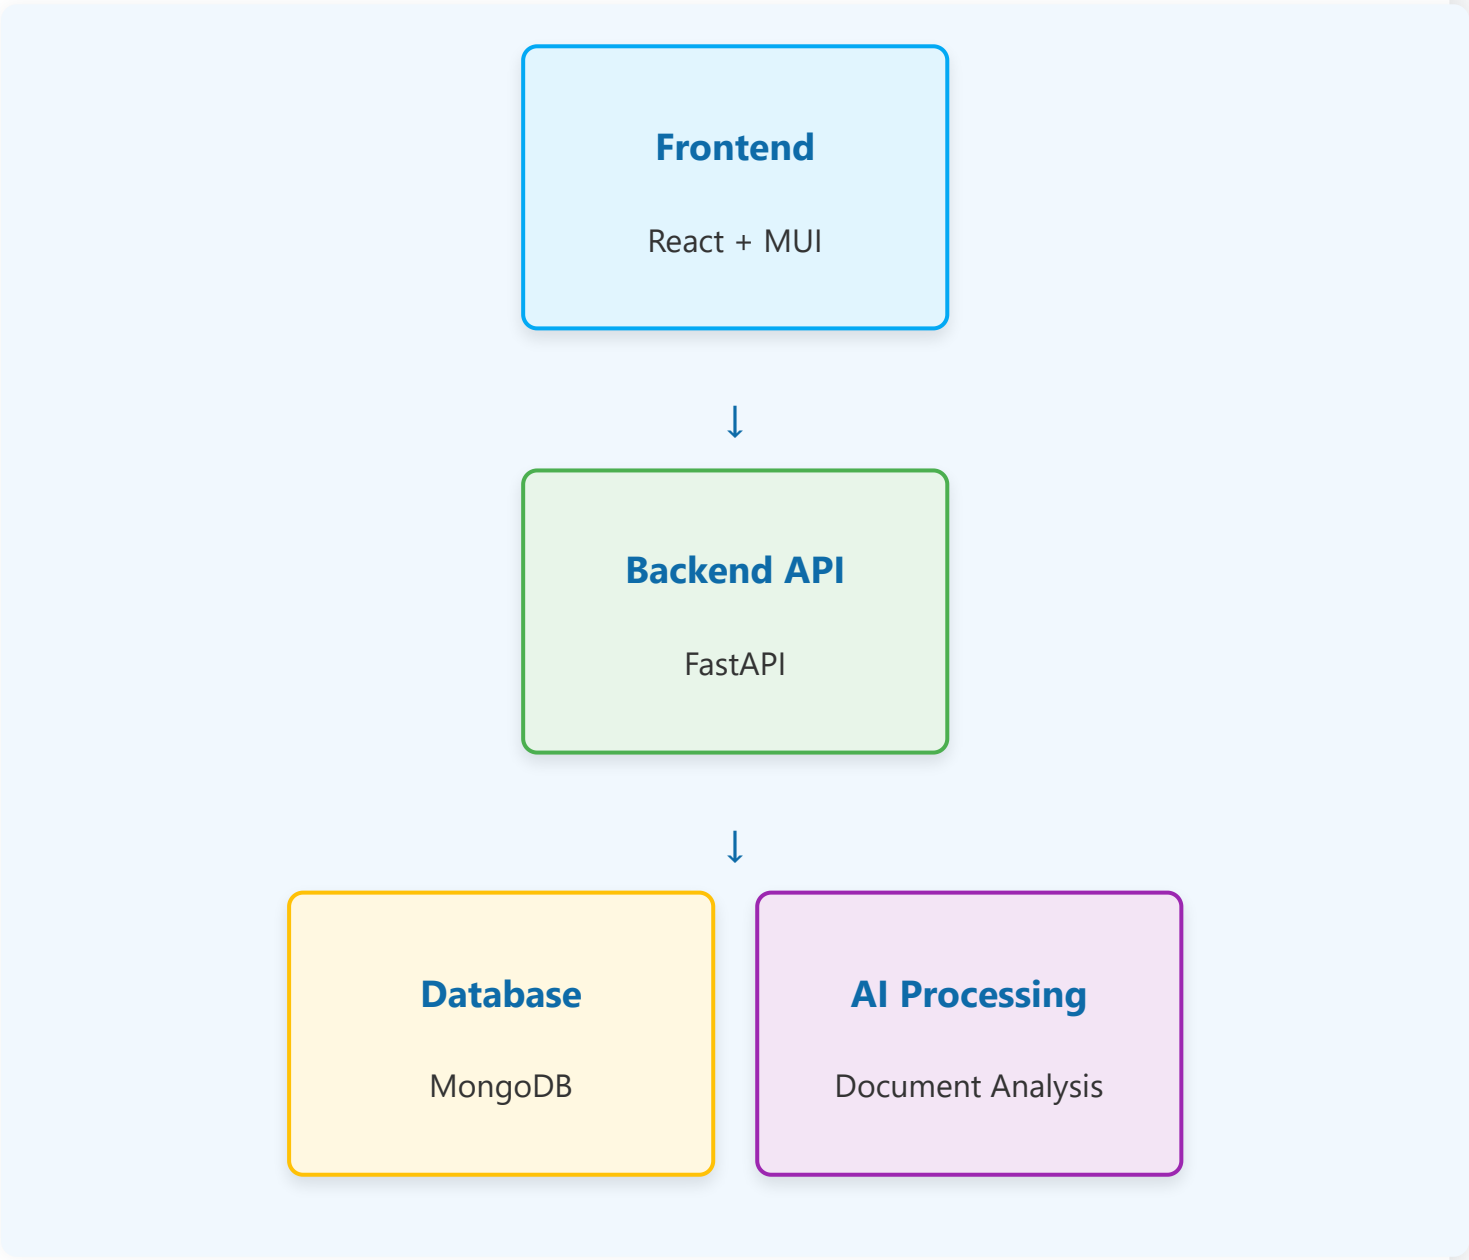 Frontend
React + MUI
↓
Backend API
FastAPI
↓
Database
MongoDB
AI Processing
Document Analysis